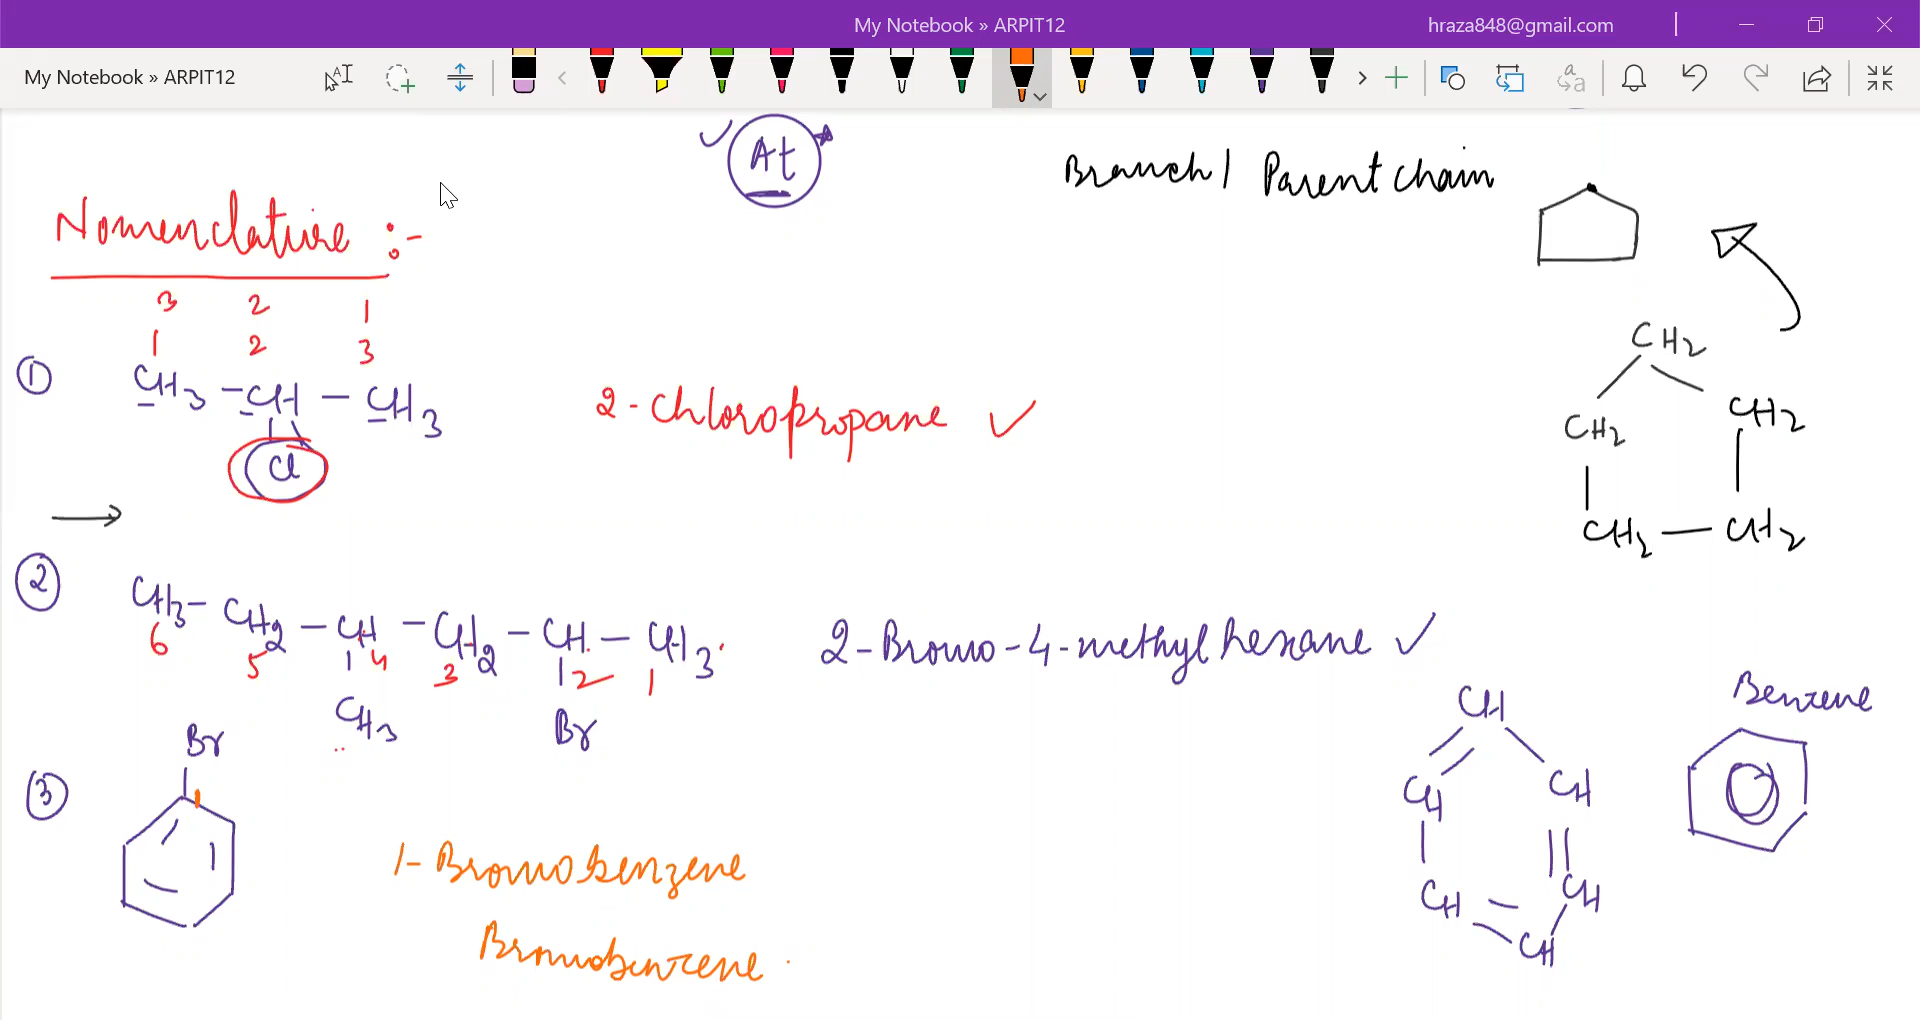 My Notebook » ARPIT12
hraza848@gmail.com
My Notebook » ARPIT12
At
Branch / Parent chain
Nomenclature :-
3 2 1
1 2 3
① CH3 - CH - CH3
Cl
2-Chloropropane ✓
CH2
CH2 CH2
CH2 — CH2
→
② CH3 - CH2 - CH - CH2 - CH - CH3
6 5 4 3 2 1
CH3 Br
2-Bromo-4-methylhexane ✓
Benzene
CH
CH CH
CH CH
CH
③ Br
1
1-Bromobenzene
Bromobenzene